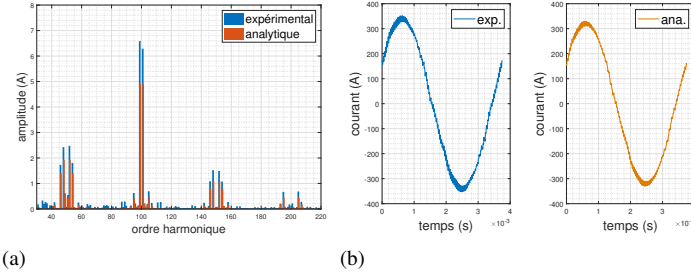 expérimental
analytique
amplitude (A)
8
7
6
5
4
3
2
1
0
40 60 80 100 120 140 160 180 200 220
ordre harmonique
(a)
exp.
courant (A)
400
300
200
100
0
-100
-200
-300
-400
0 1 2 3 4
×10⁻³
temps (s)
(b)
ana.
courant (A)
400
300
200
100
0
-100
-200
-300
-400
0 1 2 3
temps (s)